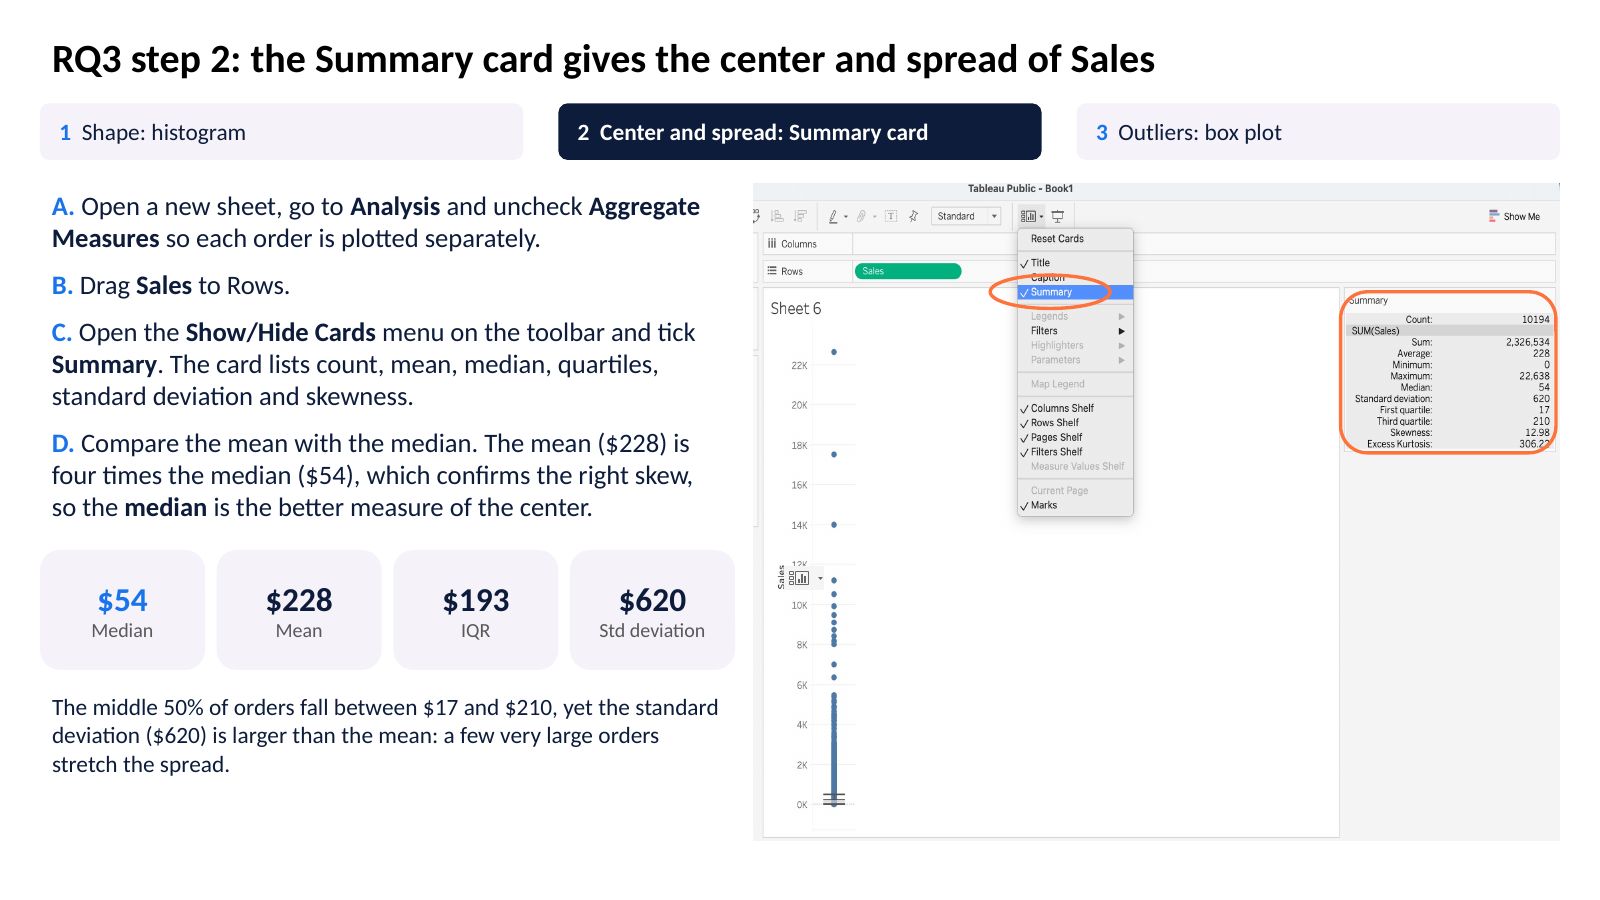 RQ3 step 2: the Summary card gives the center and spread of Sales
1 Shape: histogram
2 Center and spread: Summary card
3 Outliers: box plot
A. Open a new sheet, go to Analysis and uncheck Aggregate
Measures so each order is plotted separately.
B. Drag Sales to Rows.
C. Open the Show/Hide Cards menu on the toolbar and tick
Summary. The card lists count, mean, median, quartiles,
standard deviation and skewness.
D. Compare the mean with the median. The mean ($228) is
four times the median ($54), which confirms the right skew,
so the median is the better measure of the center.
$54
Median
$228
Mean
$193
IQR
$620
Std deviation
The middle 50% of orders fall between $17 and $210, yet the standard
deviation ($620) is larger than the mean: a few very large orders
stretch the spread.
Tableau Public - Book1
Standard
Show Me
Columns
Rows
Sales
Reset Cards
Title
Caption
Summary
Legends
Filters
Highlighters
Parameters
Map Legend
Columns Shelf
Rows Shelf
Pages Shelf
Filters Shelf
Measure Values Shelf
Current Page
Marks
Sheet 6
22K
20K
18K
16K
14K
12K
10K
8K
6K
4K
2K
0K
Sales
Summary
Count: 10194
SUM(Sales)
Sum: 2,326,534
Average: 228
Minimum: 0
Maximum: 22,638
Median: 54
Standard deviation: 620
First quartile: 17
Third quartile: 210
Skewness: 12.98
Excess Kurtosis: 306.22